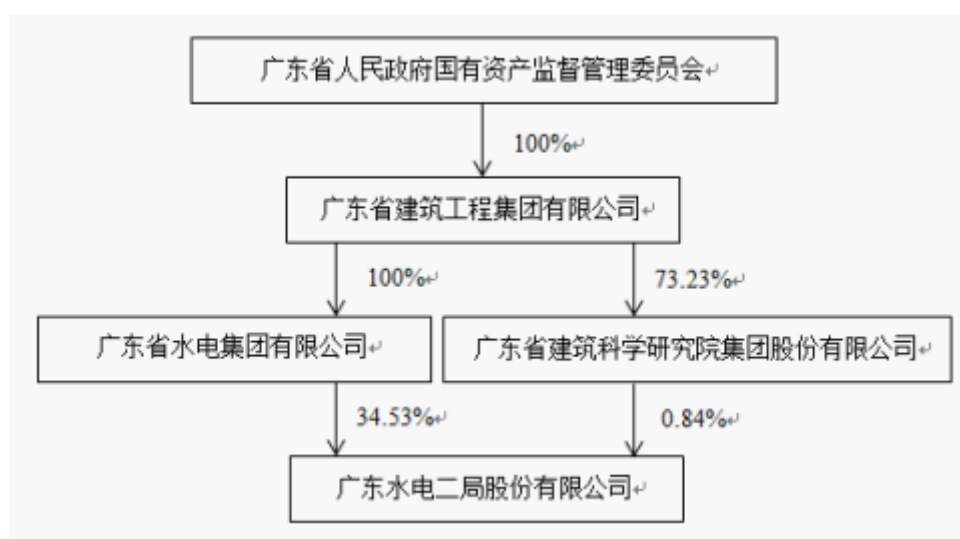 广东省人民政府国有资产监督管理委员会↵
100%↵
广东省建筑工程集团有限公司↵
100%↵
73.23%↵
广东省水电集团有限公司↵
广东省建筑科学研究院集团股份有限公司↵
34.53%↵
0.84%↵
广东水电二局股份有限公司↵